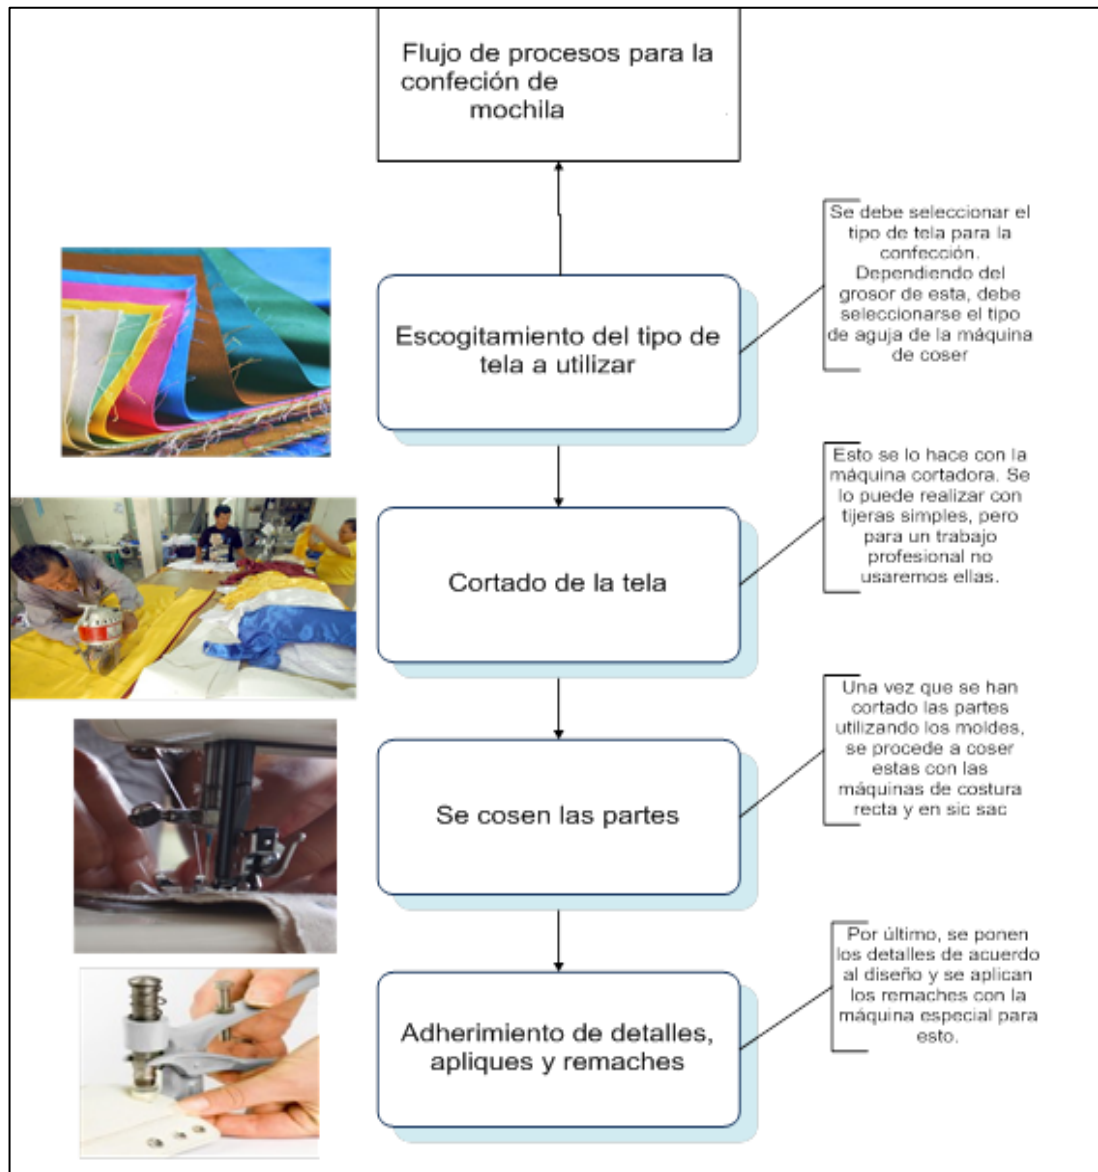 Flujo de procesos para la
confeción de
mochila
Se debe seleccionar el
tipo de tela para la
confección.
Dependiendo del
grosor de esta, debe
seleccionarse el tipo
de aguja de la máquina
de coser
Escogitamiento del tipo de
tela a utilizar
Esto se lo hace con la
máquina cortadora. Se
lo puede realizar con
tijeras simples, pero
para un trabajo
profesional no
usaremos ellas.
Cortado de la tela
Una vez que se han
cortado las partes
utilizando los moldes,
se procede a coser
estas con las
máquinas de costura
recta y en sic sac
Se cosen las partes
Por último, se ponen
los detalles de acuerdo
al diseño y se aplican
los remaches con la
máquina especial para
esto.
Adherimiento de detalles,
apliques y remaches